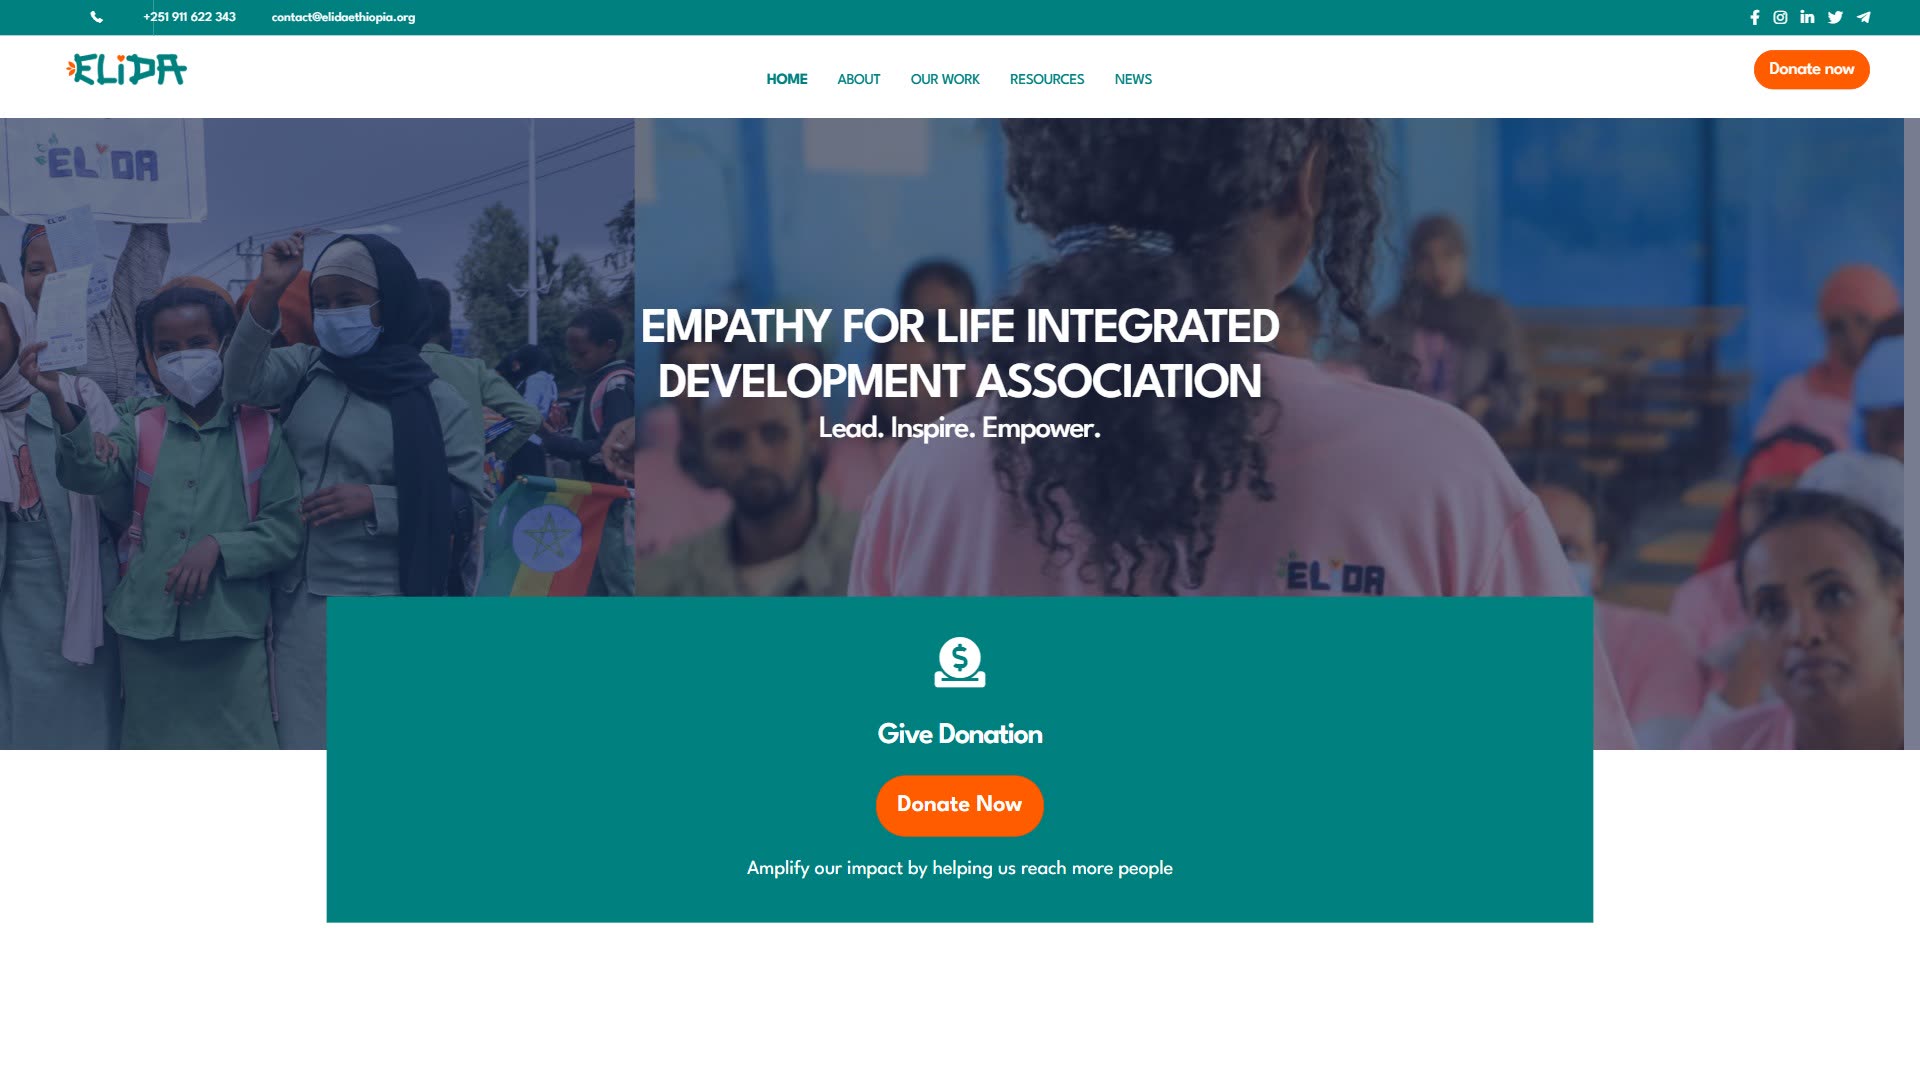 +251 911 622 343
contact@elidaethiopia.org
ELiDA
HOME
ABOUT
OUR WORK
RESOURCES
NEWS
Donate now
ELiDA
EMPATHY FOR LIFE INTEGRATED
DEVELOPMENT ASSOCIATION
Lead. Inspire. Empower.
ELiDA
$
Give Donation
Donate Now
Amplify our impact by helping us reach more people